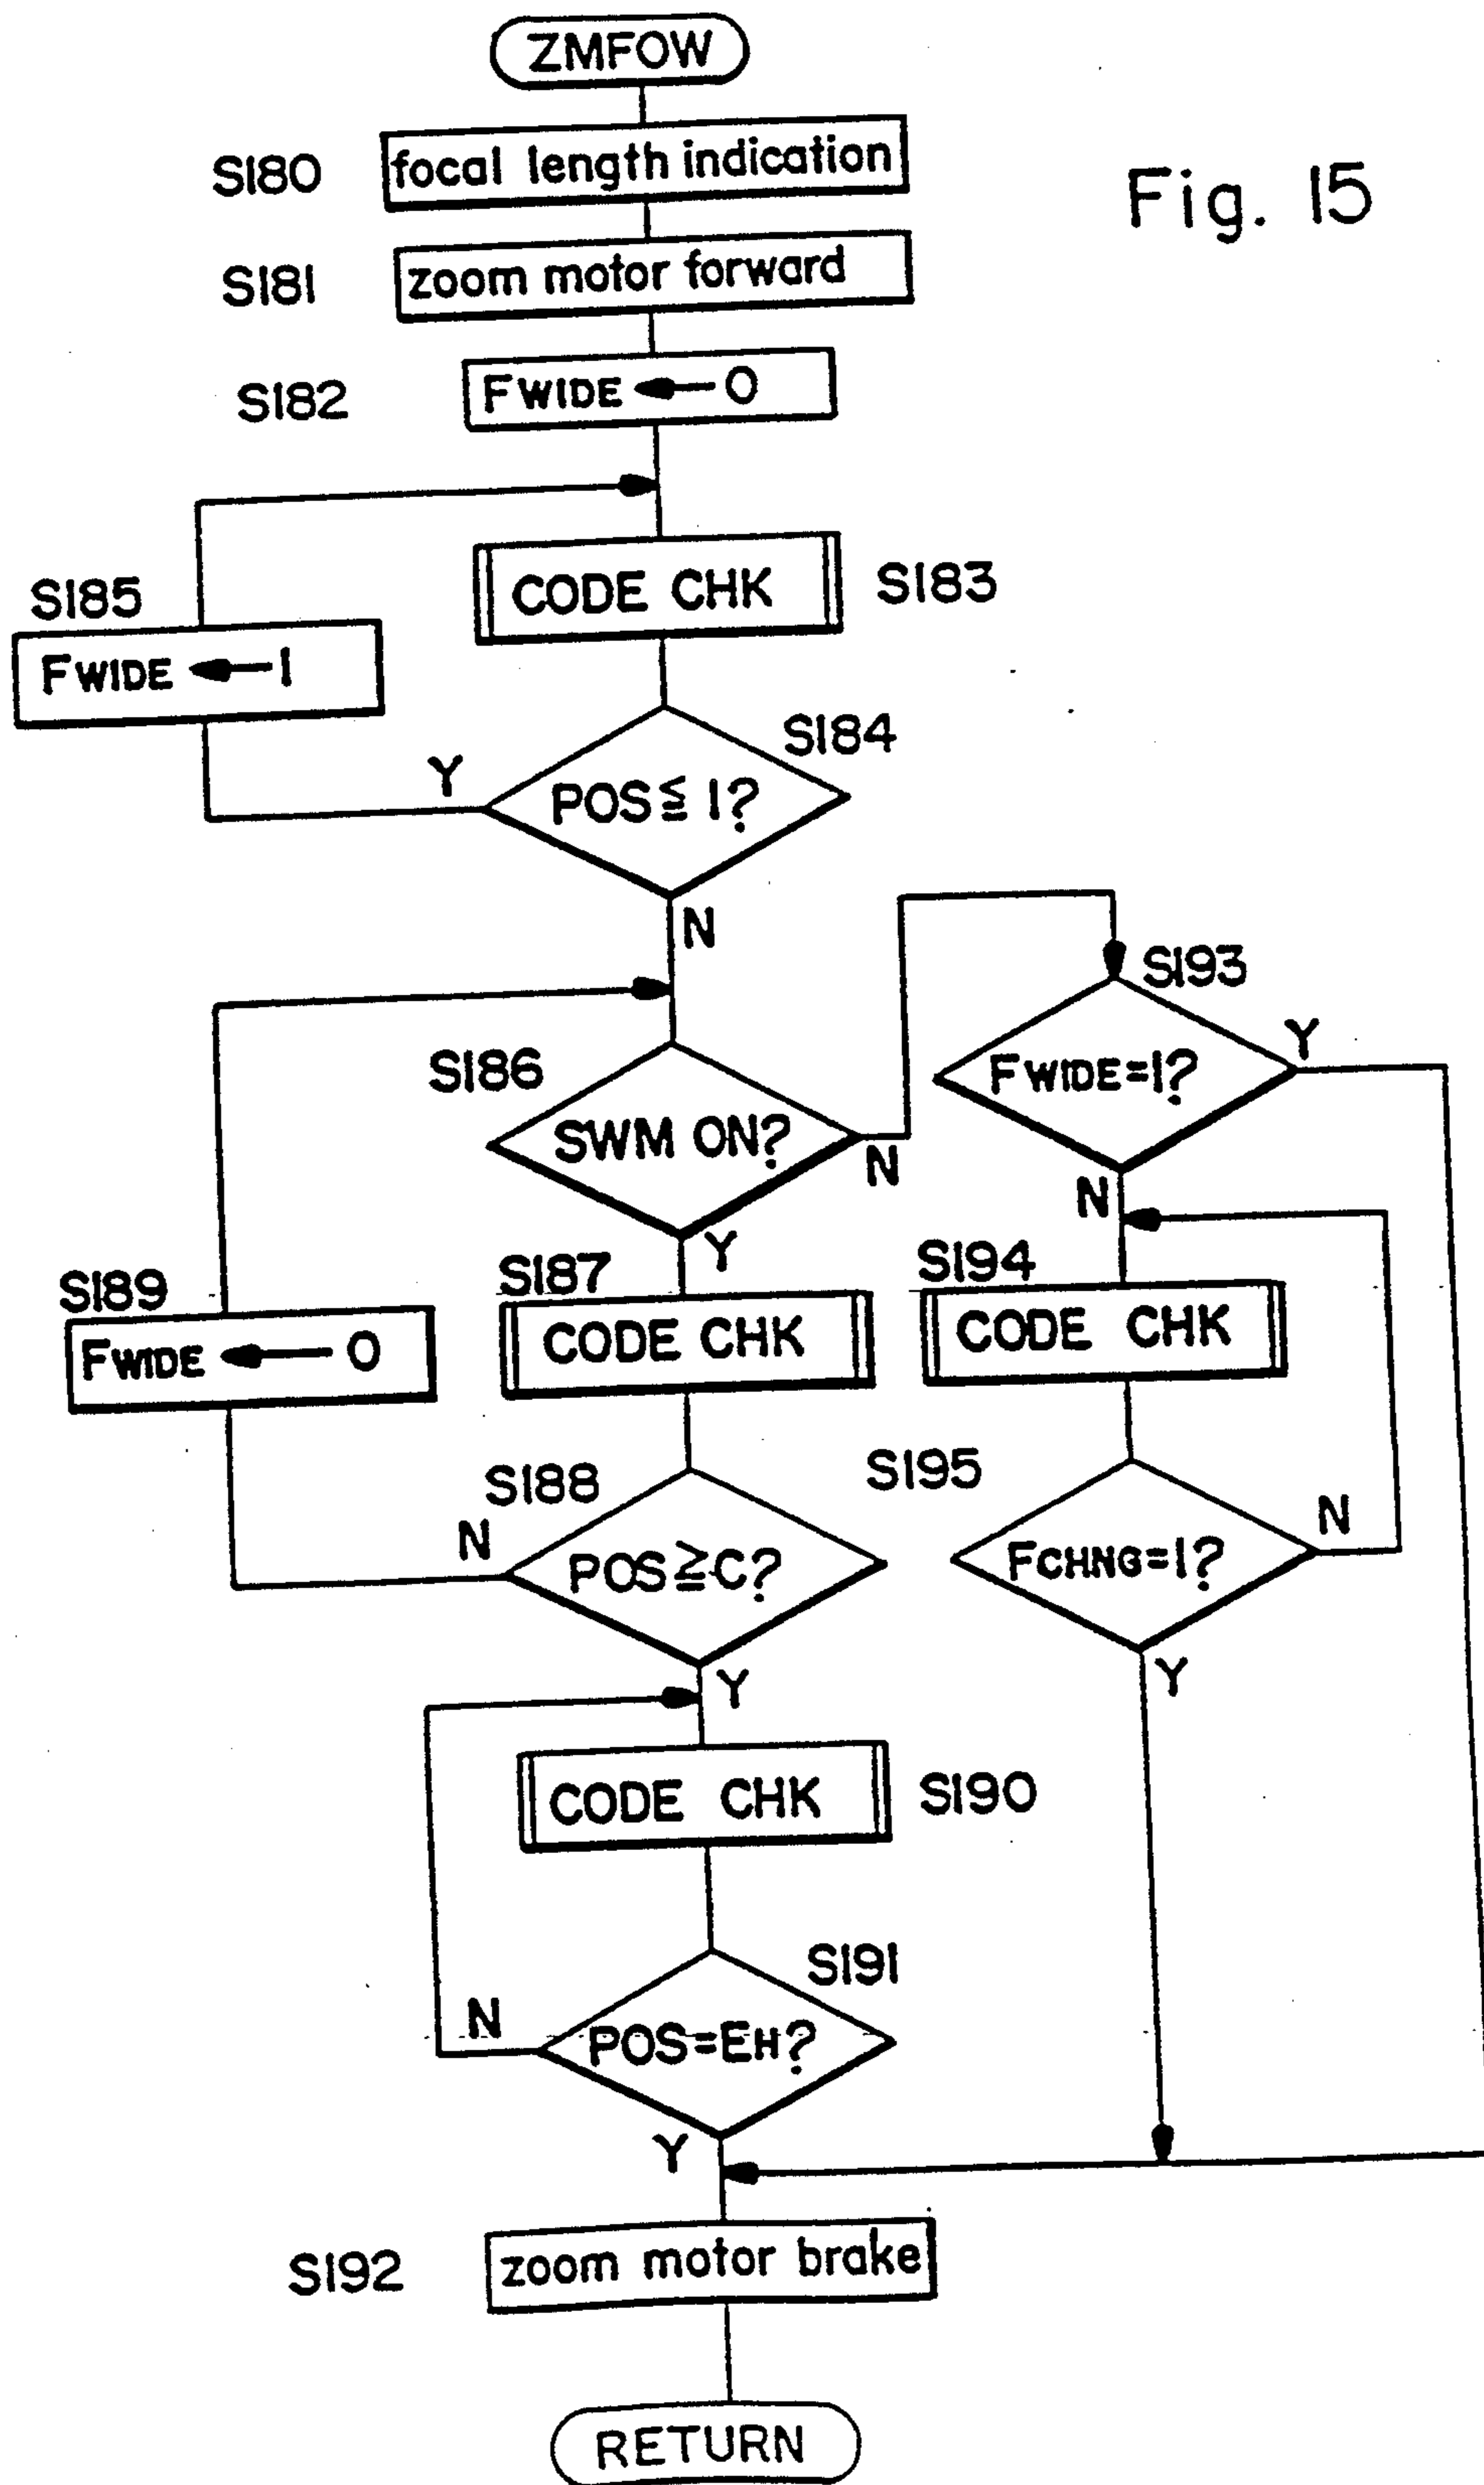 ZMFOW
S180
focal length indication
Fig. 15
S181
zoom motor forward
S182
FWIDE ← 0
S183
CODE CHK
S185
FWIDE ← 1
S184
POS ≦ 1?
Y
N
S186
SWM ON?
N
Y
S193
FWIDE=1?
Y
N
S189
FWIDE ← 0
S187
CODE CHK
S194
CODE CHK
S188
POS ≧ C?
N
Y
S195
FCHNG=1?
N
Y
CODE CHK
S190
S191
POS=EH?
N
Y
S192
zoom motor brake
RETURN